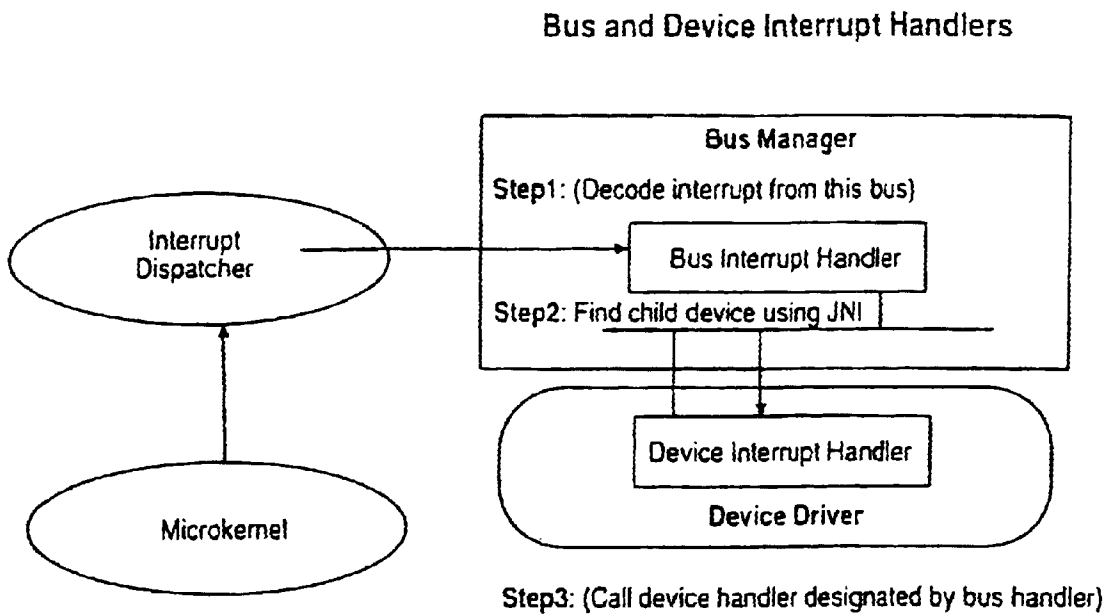 Bus and Device Interrupt Handlers
Bus Manager
Step1: (Decode interrupt from this bus)
Interrupt
Dispatcher
Bus Interrupt Handler
Step2: Find child device using JNI
Device Interrupt Handler
Microkernel
Device Driver
Step3: (Call device handler designated by bus handler)